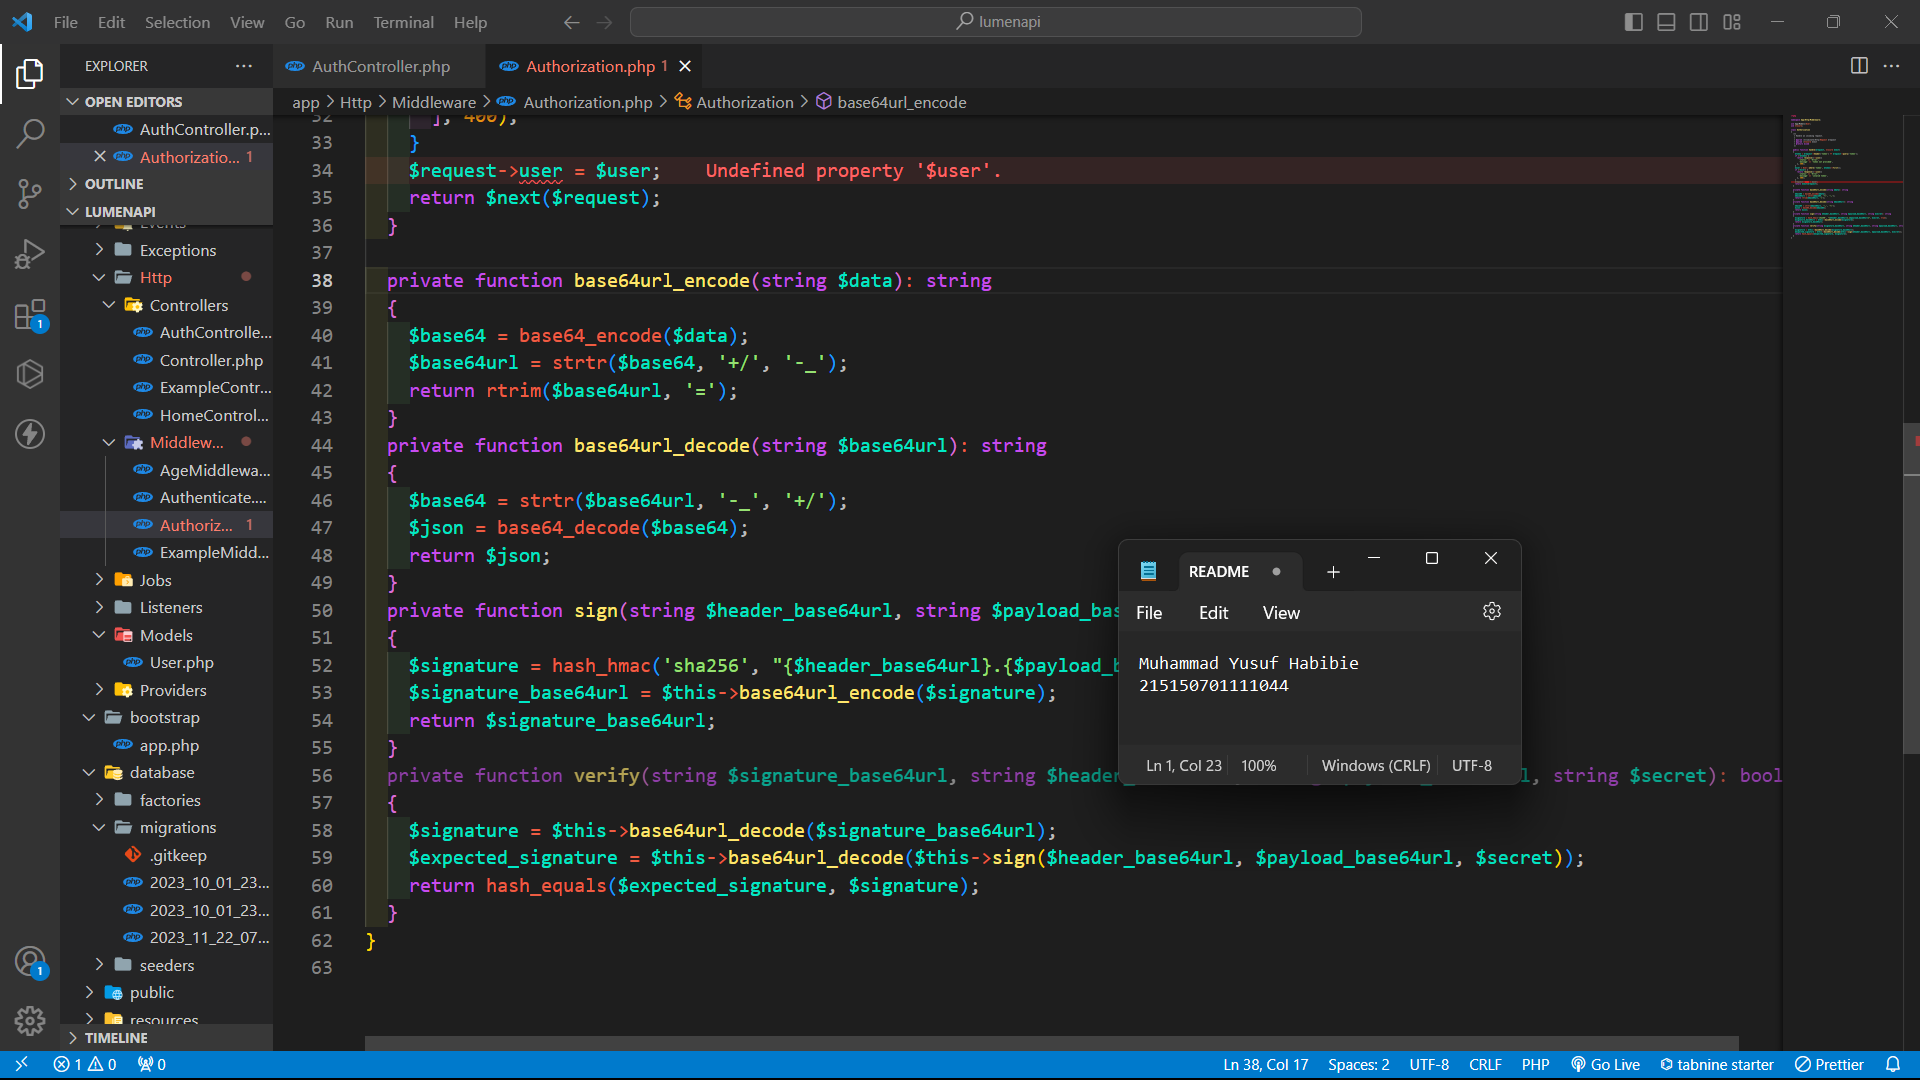 File Edit Selection View Go Run Terminal Help
lumenapi
EXPLORER
AuthController.php
Authorization.php 1
OPEN EDITORS
AuthController.p...
Authorizatio... 1
OUTLINE
LUMENAPI
Events
Exceptions
Http
Controllers
AuthControlle...
Controller.php
ExampleContr...
HomeControl...
Middlew...
AgeMiddlewa...
Authenticate....
Authoriz... 1
ExampleMidd...
Jobs
Listeners
Models
User.php
Providers
bootstrap
app.php
database
factories
migrations
.gitkeep
2023_10_01_23...
2023_10_01_23...
2023_11_22_07...
seeders
public
resources
TIMELINE
app > Http > Middleware > Authorization.php > Authorization > base64url_encode
32 ], 400);
33 }
34 $request->user = $user; Undefined property '$user'.
35 return $next($request);
36 }
37
38 private function base64url_encode(string $data): string
39 {
40 $base64 = base64_encode($data);
41 $base64url = strtr($base64, '+/', '-_');
42 return rtrim($base64url, '=');
43 }
44 private function base64url_decode(string $base64url): string
45 {
46 $base64 = strtr($base64url, '-_', '+/');
47 $json = base64_decode($base64);
48 return $json;
49 }
50 private function sign(string $header_base64url, string $payload_bas
51 {
52 $signature = hash_hmac('sha256', "{$header_base64url}.{$payload_b
53 $signature_base64url = $this->base64url_encode($signature);
54 return $signature_base64url;
55 }
56 private function verify(string $signature_base64url, string $header l, string $secret): bool
57 {
58 $signature = $this->base64url_decode($signature_base64url);
59 $expected_signature = $this->base64url_decode($this->sign($header_base64url, $payload_base64url, $secret));
60 return hash_equals($expected_signature, $signature);
61 }
62 }
63
README
File Edit View
Muhammad Yusuf Habibie
215150701111044
Ln 1, Col 23 100% Windows (CRLF) UTF-8
1
1
1 0 0
Ln 38, Col 17 Spaces: 2 UTF-8 CRLF PHP Go Live tabnine starter Prettier